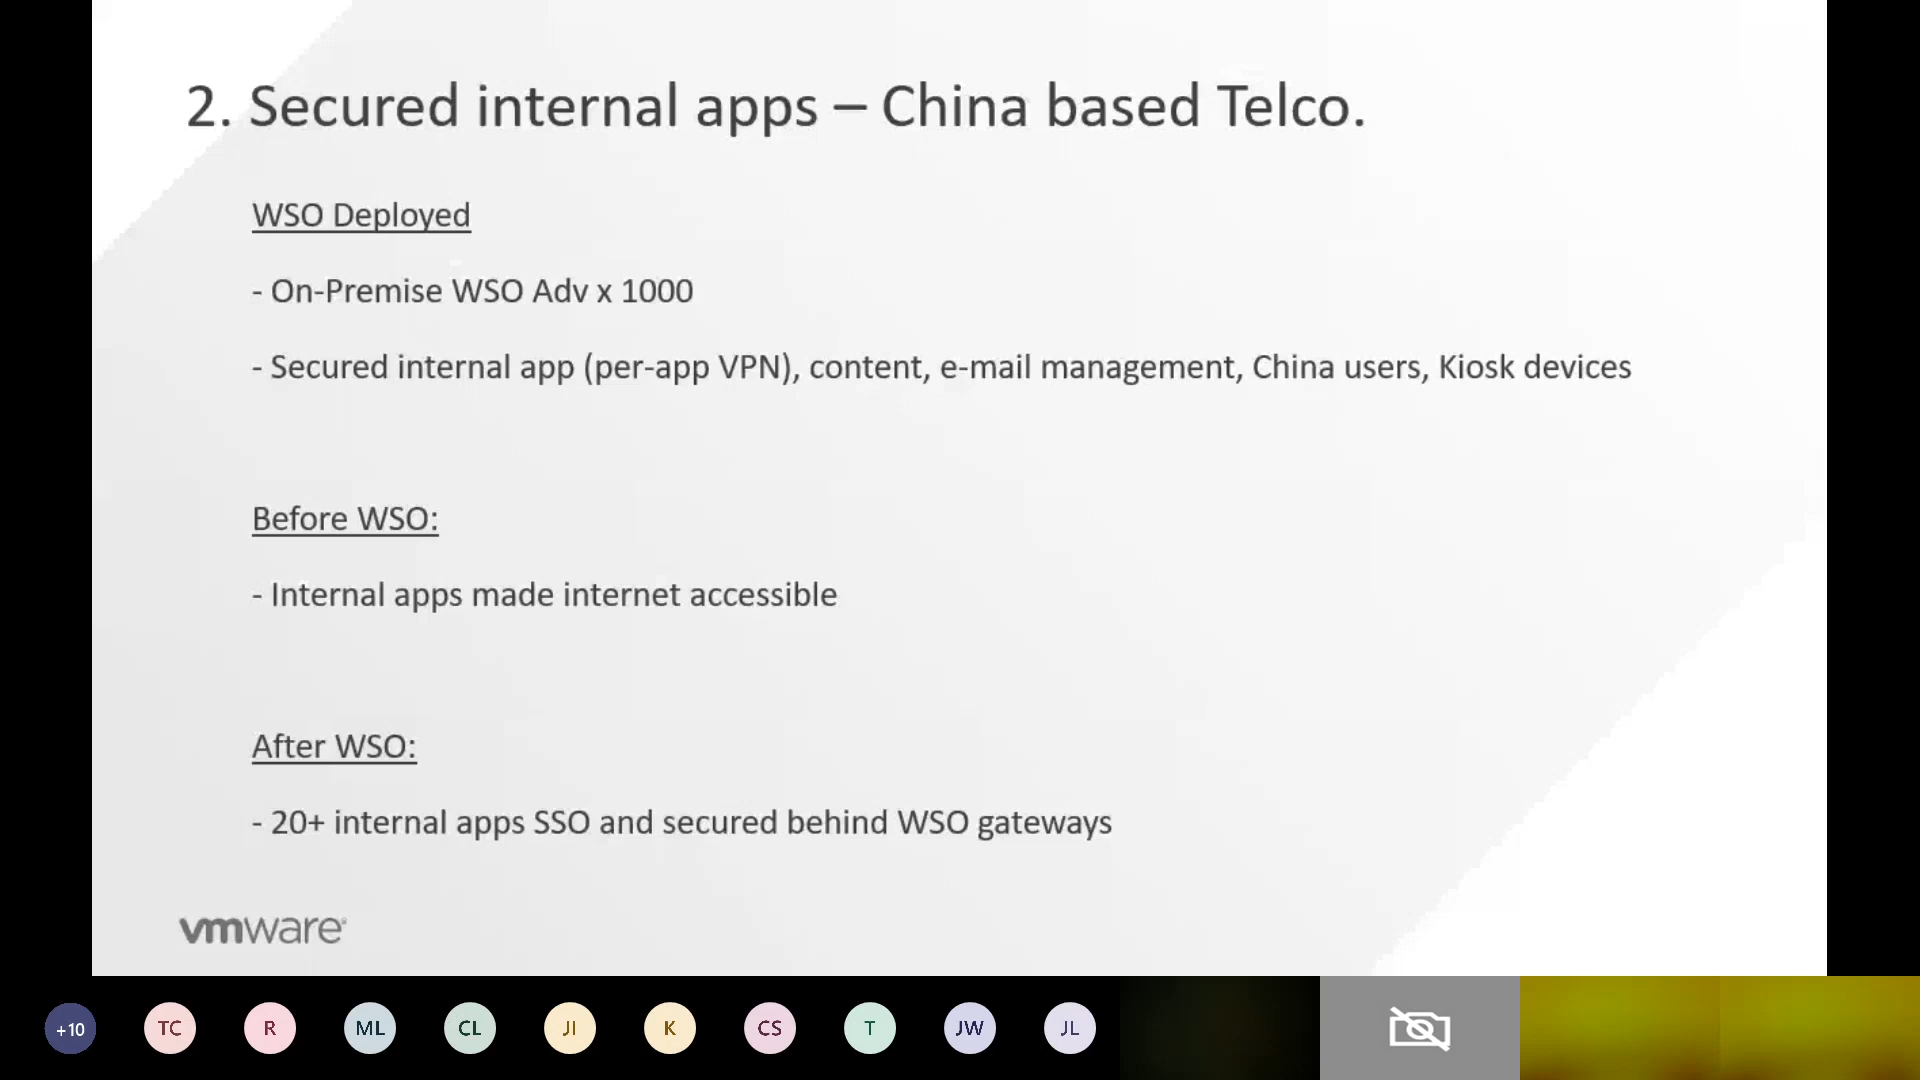 2. Secured internal apps – China based Telco.
WSO Deployed
- On-Premise WSO Adv x 1000
- Secured internal app (per-app VPN), content, e-mail management, China users, Kiosk devices
Before WSO:
- Internal apps made internet accessible
After WSO:
- 20+ internal apps SSO and secured behind WSO gateways
vmware®
+10 TC R ML CL JI K CS T JW JL